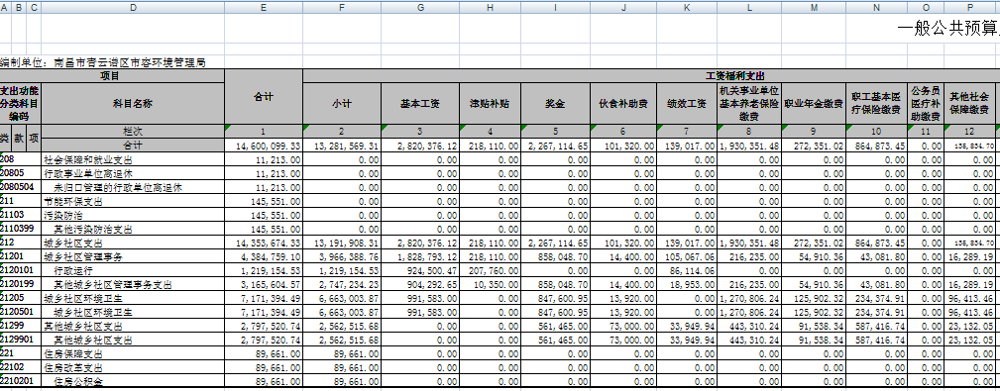 A B C D E F G H I J K L M N O P
一般公共预算
编制单位：南昌市青云谱区市容环境管理局
项目 合计 工资福利支出
支出功能分类科目编码 科目名称 小计 基本工资 津贴补贴 奖金 伙食补助费 绩效工资 机关事业单位基本养老保险缴费 职业年金缴费 职工基本医疗保险缴费 公务员医疗补助缴费 其他社会保障缴费
类 款 项 栏次 1 2 3 4 5 6 7 8 9 10 11 12
合计 14,600,099.33 13,281,569.31 2,820,376.12 218,110.00 2,267,114.65 101,320.00 139,017.00 1,930,351.48 272,351.02 864,873.45 0.00 135,834.70
208 社会保障和就业支出 11,213.00 0.00 0.00 0.00 0.00 0.00 0.00 0.00 0.00 0.00 0.00 0.00
20805 行政事业单位离退休 11,213.00 0.00 0.00 0.00 0.00 0.00 0.00 0.00 0.00 0.00 0.00 0.00
2080504 未归口管理的行政单位离退休 11,213.00 0.00 0.00 0.00 0.00 0.00 0.00 0.00 0.00 0.00 0.00 0.00
211 节能环保支出 145,551.00 0.00 0.00 0.00 0.00 0.00 0.00 0.00 0.00 0.00 0.00 0.00
21103 污染防治 145,551.00 0.00 0.00 0.00 0.00 0.00 0.00 0.00 0.00 0.00 0.00 0.00
2110399 其他污染防治支出 145,551.00 0.00 0.00 0.00 0.00 0.00 0.00 0.00 0.00 0.00 0.00 0.00
212 城乡社区支出 14,353,674.33 13,191,908.31 2,820,376.12 218,110.00 2,267,114.65 101,320.00 139,017.00 1,930,351.48 272,351.02 864,873.45 0.00 135,834.70
21201 城乡社区管理事务 4,384,759.10 3,966,388.76 1,828,793.12 218,110.00 858,048.70 14,400.00 105,067.06 216,235.00 54,910.36 43,081.80 0.00 16,289.19
2120101 行政运行 1,219,154.53 1,219,154.53 924,500.47 207,760.00 0.00 0.00 86,114.06 0.00 0.00 0.00 0.00 0.00
2120199 其他城乡社区管理事务支出 3,165,604.57 2,747,234.23 904,292.65 10,350.00 858,048.70 14,400.00 18,953.00 216,235.00 54,910.36 43,081.80 0.00 16,289.19
21205 城乡社区环境卫生 7,171,394.49 6,663,003.87 991,583.00 0.00 847,600.95 13,920.00 0.00 1,270,806.24 125,902.32 234,374.91 0.00 96,413.46
2120501 城乡社区环境卫生 7,171,394.49 6,663,003.87 991,583.00 0.00 847,600.95 13,920.00 0.00 1,270,806.24 125,902.32 234,374.91 0.00 96,413.46
21299 其他城乡社区支出 2,797,520.74 2,562,515.68 0.00 0.00 561,465.00 73,000.00 33,949.94 443,310.24 91,538.34 587,416.74 0.00 23,132.05
2129901 其他城乡社区支出 2,797,520.74 2,562,515.68 0.00 0.00 561,465.00 73,000.00 33,949.94 443,310.24 91,538.34 587,416.74 0.00 23,132.05
221 住房保障支出 89,661.00 89,661.00 0.00 0.00 0.00 0.00 0.00 0.00 0.00 0.00 0.00 0.00
22102 住房改革支出 89,661.00 89,661.00 0.00 0.00 0.00 0.00 0.00 0.00 0.00 0.00 0.00 0.00
2210201 住房公积金 89,661.00 89,661.00 0.00 0.00 0.00 0.00 0.00 0.00 0.00 0.00 0.00 0.00